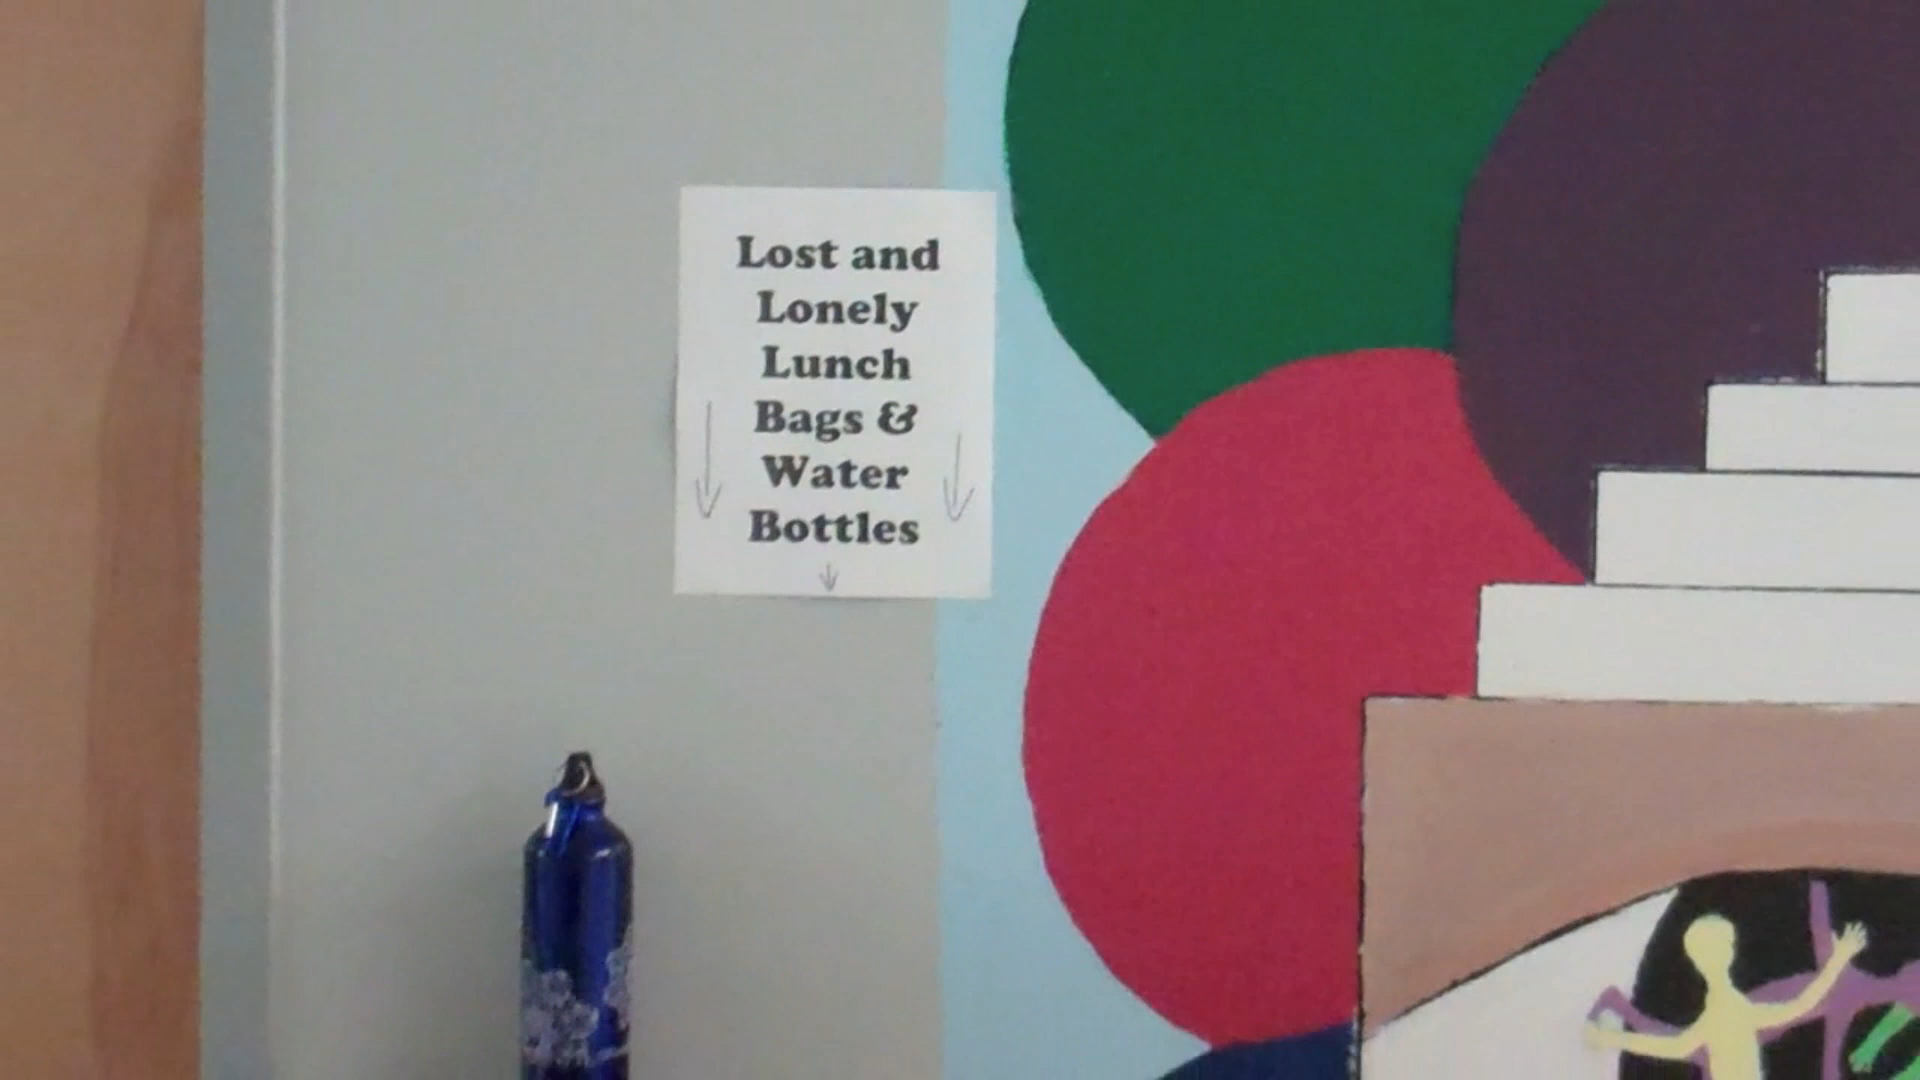 Lost and
Lonely
Lunch
Bags &
Water
Bottles